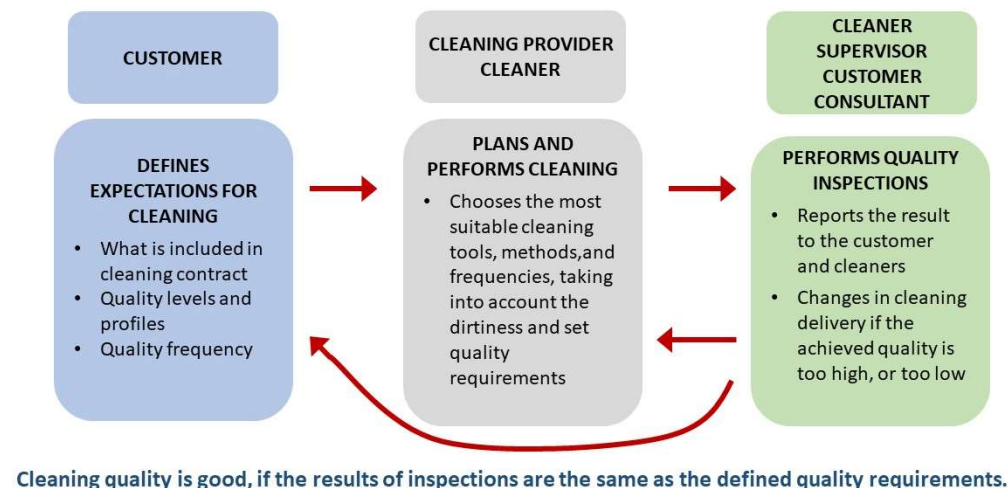 CUSTOMER
DEFINES
EXPECTATIONS FOR
CLEANING
• What is included in
cleaning contract
• Quality levels and
profiles
• Quality frequency
CLEANING PROVIDER
CLEANER
PLANS AND
PERFORMS CLEANING
• Chooses the most
suitable cleaning
tools, methods,and
frequencies, taking
into account the
dirtiness and set
quality
requirements
CLEANER
SUPERVISOR
CUSTOMER
CONSULTANT
PERFORMS QUALITY
INSPECTIONS
• Reports the result
to the customer
and cleaners
• Changes in cleaning
delivery if the
achieved quality is
too high, or too low
Cleaning quality is good, if the results of inspections are the same as the defined quality requirements.